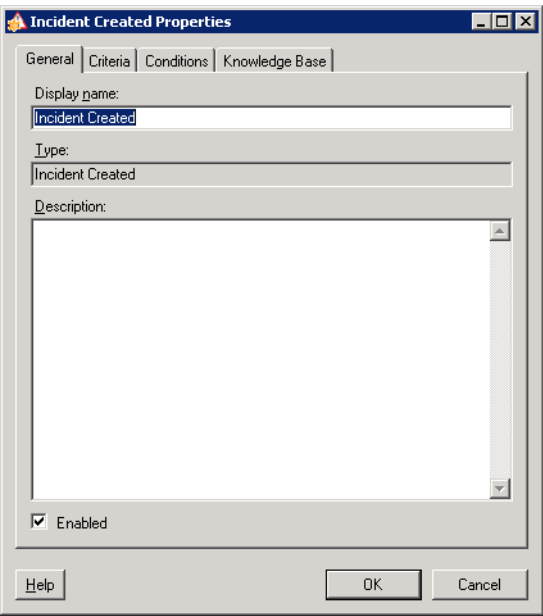 Incident Created Properties
General Criteria Conditions Knowledge Base
Display name:
Incident Created
Type:
Incident Created
Description:
Enabled
Help OK Cancel